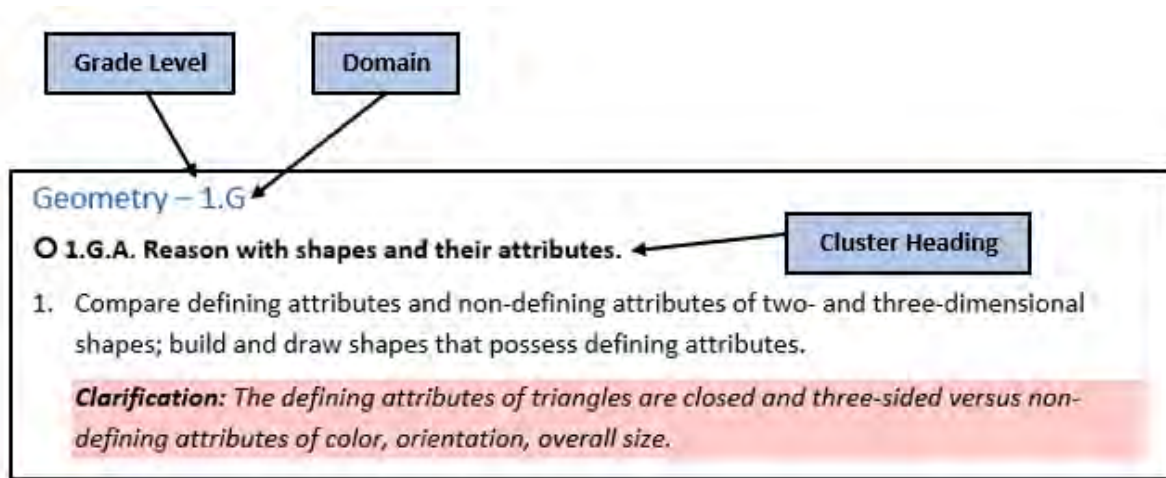 Grade Level
Domain
Geometry – 1.G
O 1.G.A. Reason with shapes and their attributes.
Cluster Heading
1. Compare defining attributes and non-defining attributes of two- and three-dimensional
shapes; build and draw shapes that possess defining attributes.
Clarification: The defining attributes of triangles are closed and three-sided versus non-
defining attributes of color, orientation, overall size.